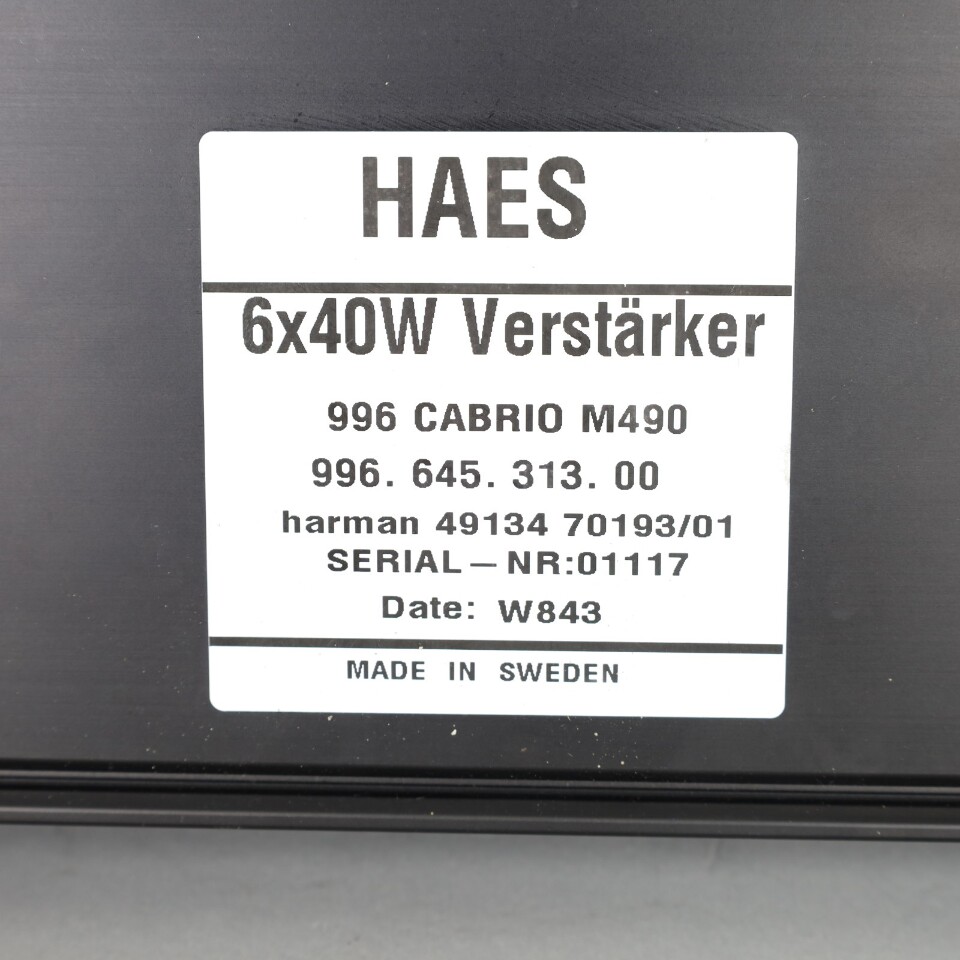 HAES
6x40W Verstärker
996 CABRIO M490
996. 645. 313. 00
harman 49134 70193/01
SERIAL – NR:01117
Date: W843
MADE IN SWEDEN